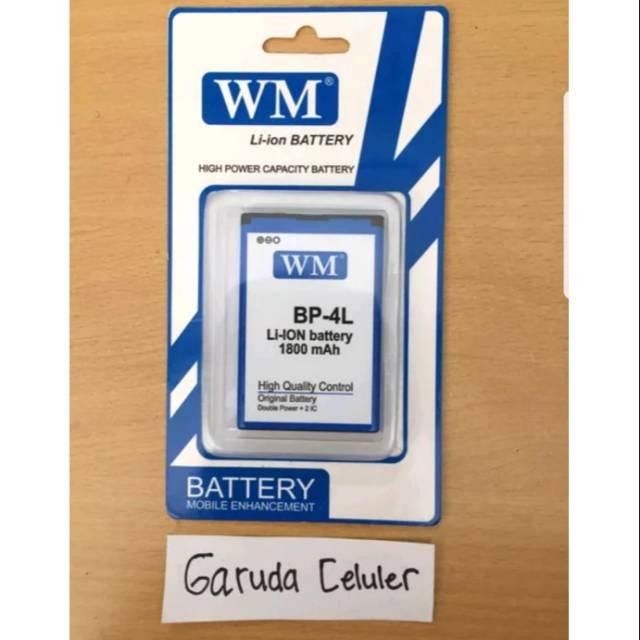 WM®
Li-ion BATTERY
HIGH POWER CAPACITY BATTERY
WM
BP-4L
Li-ION battery
1800 mAh
High Quality Control
Original Battery
Double Power + 2 IC
BATTERY
MOBILE ENHANCEMENT
Garuda Celuler